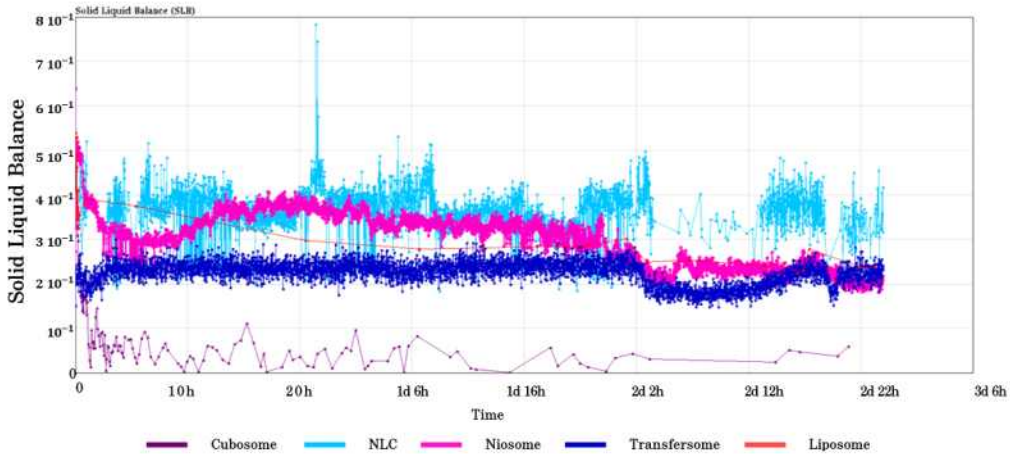 Solid Liquid Balance (SLB)
Solid Liquid Balance
8 10⁻¹
7 10⁻¹
6 10⁻¹
5 10⁻¹
4 10⁻¹
3 10⁻¹
2 10⁻¹
10⁻¹
0
0 10h 20h 1d 6h 1d 16h 2d 2h 2d 12h 2d 22h 3d 6h
Time
Cubosome NLC Niosome Transfersome Liposome